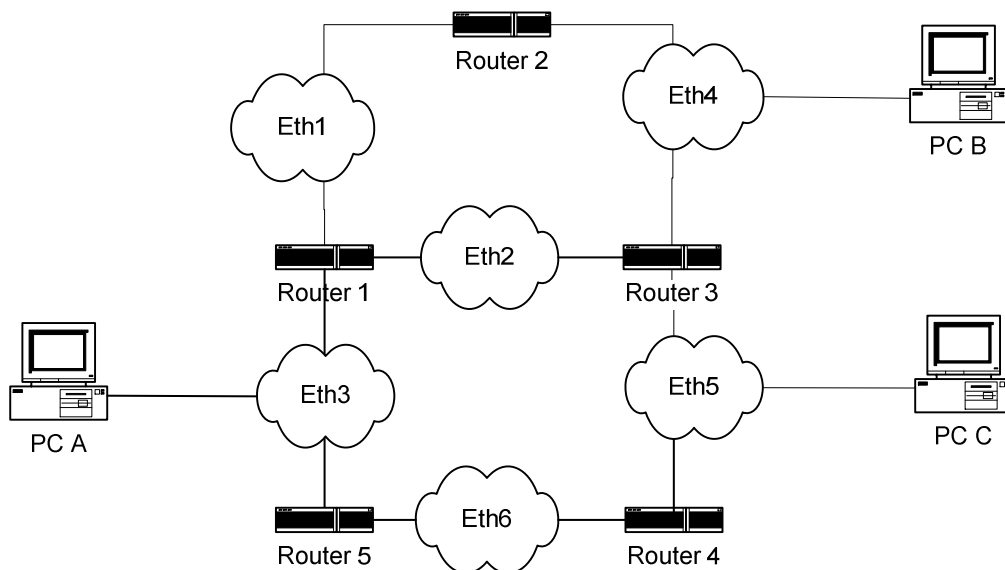 Router 2
Eth1
Eth4
PC B
Eth2
Router 1
Router 3
Eth3
Eth5
PC A
PC C
Eth6
Router 5
Router 4